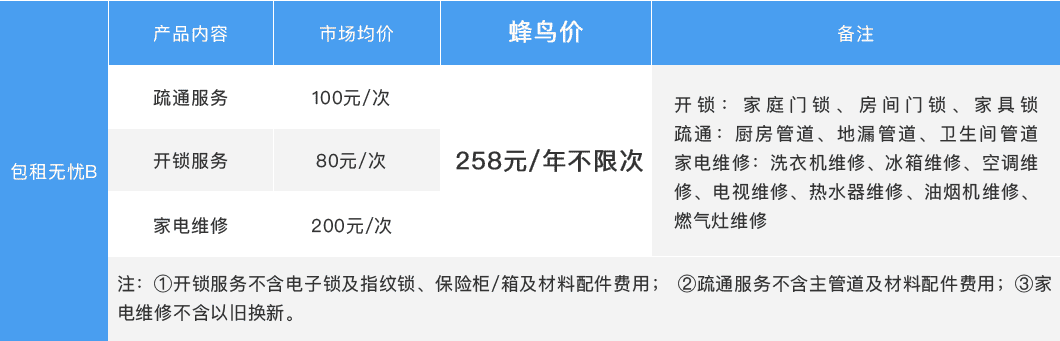 产品内容 市场均价 蜂鸟价 备注
包租无忧B
疏通服务 100元/次
开锁服务 80元/次
家电维修 200元/次
258元/年不限次
开锁：家庭门锁、房间门锁、家具锁
疏通：厨房管道、地漏管道、卫生间管道
家电维修：洗衣机维修、冰箱维修、空调维
修、电视维修、热水器维修、油烟机维修、
燃气灶维修
注：①开锁服务不含电子锁及指纹锁、保险柜/箱及材料配件费用； ②疏通服务不含主管道及材料配件费用；③家
电维修不含以旧换新。